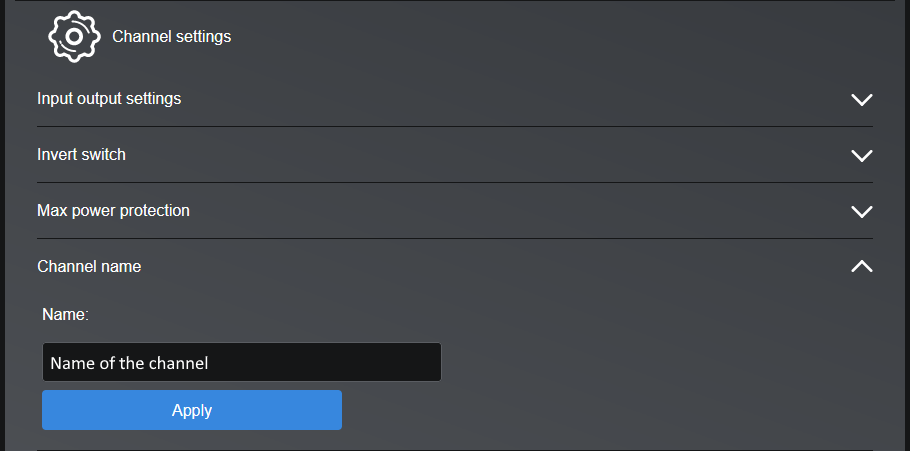 Channel settings
Input output settings
Invert switch
Max power protection
Channel name
Name:
Name of the channel
Apply